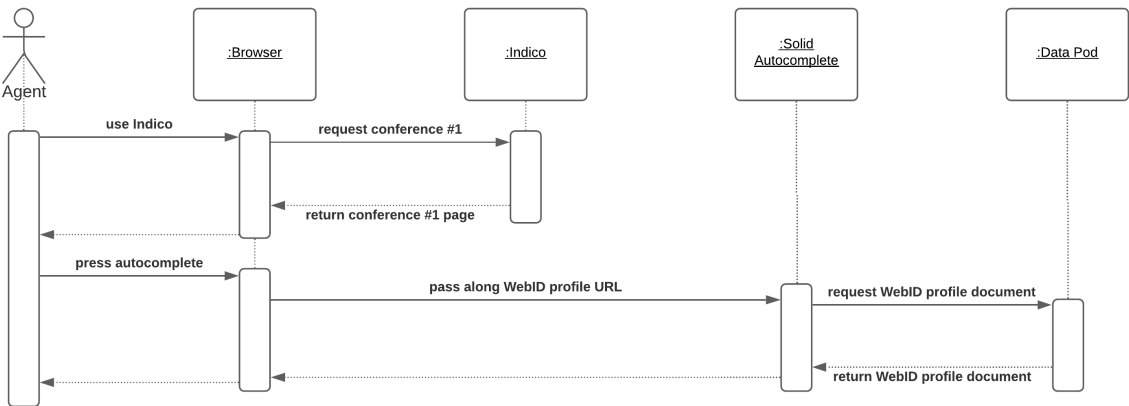 :Browser
:Indico
:Solid
Autocomplete
:Data Pod
Agent
use Indico
request conference #1
return conference #1 page
press autocomplete
pass along WebID profile URL
request WebID profile document
return WebID profile document